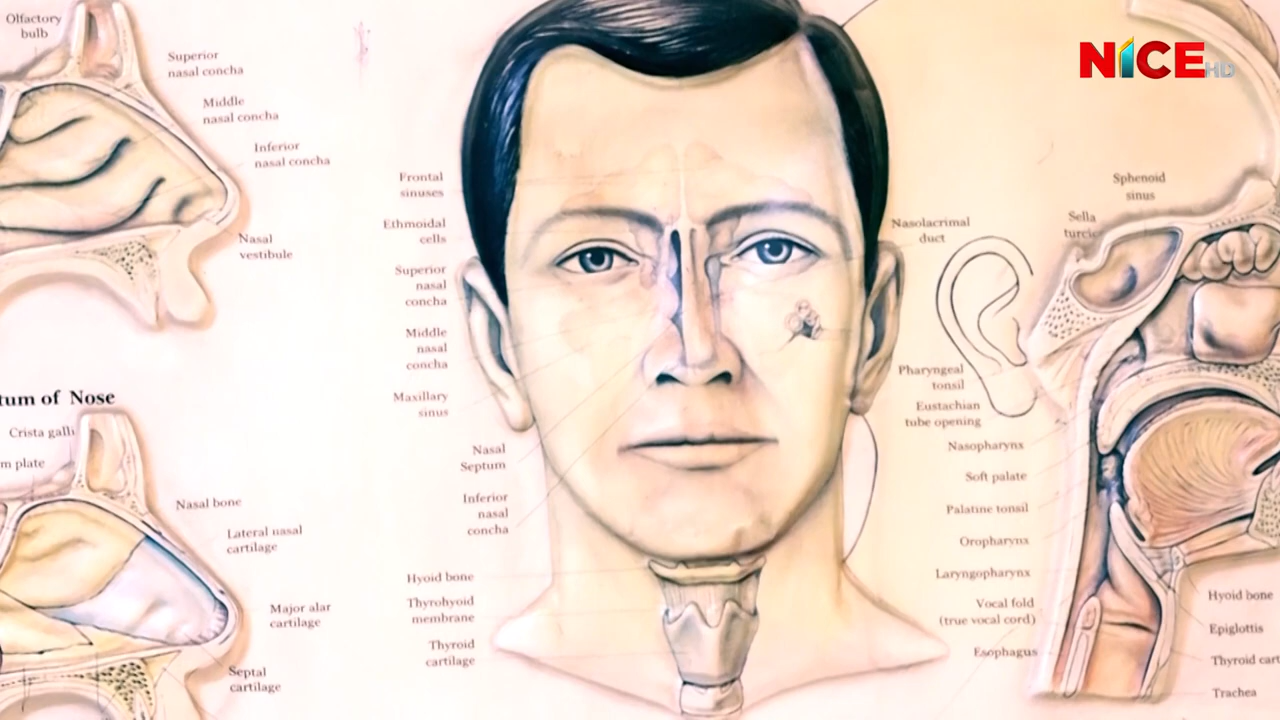 NiCE HD
Olfactory
bulb
Superior
nasal concha
Middle
nasal concha
Inferior
nasal concha
Nasal
vestibule
tum of Nose
Crista galli
m plate
Nasal bone
Lateral nasal
cartilage
Major alar
cartilage
Septal
cartilage
Frontal
sinuses
Ethmoidal
cells
Superior
nasal
concha
Middle
nasal
concha
Maxillary
sinus
Nasal
Septum
Inferior
nasal
concha
Hyoid bone
Thyrohyoid
membrane
Thyroid
cartilage
Nasolacrimal
duct
Sphenoid
sinus
Sella
turcica
Pharyngeal
tonsil
Eustachian
tube opening
Nasopharynx
Soft palate
Palatine tonsil
Oropharynx
Laryngopharynx
Vocal fold
(true vocal cord)
Esophagus
Hyoid bone
Epiglottis
Thyroid cart
Trachea